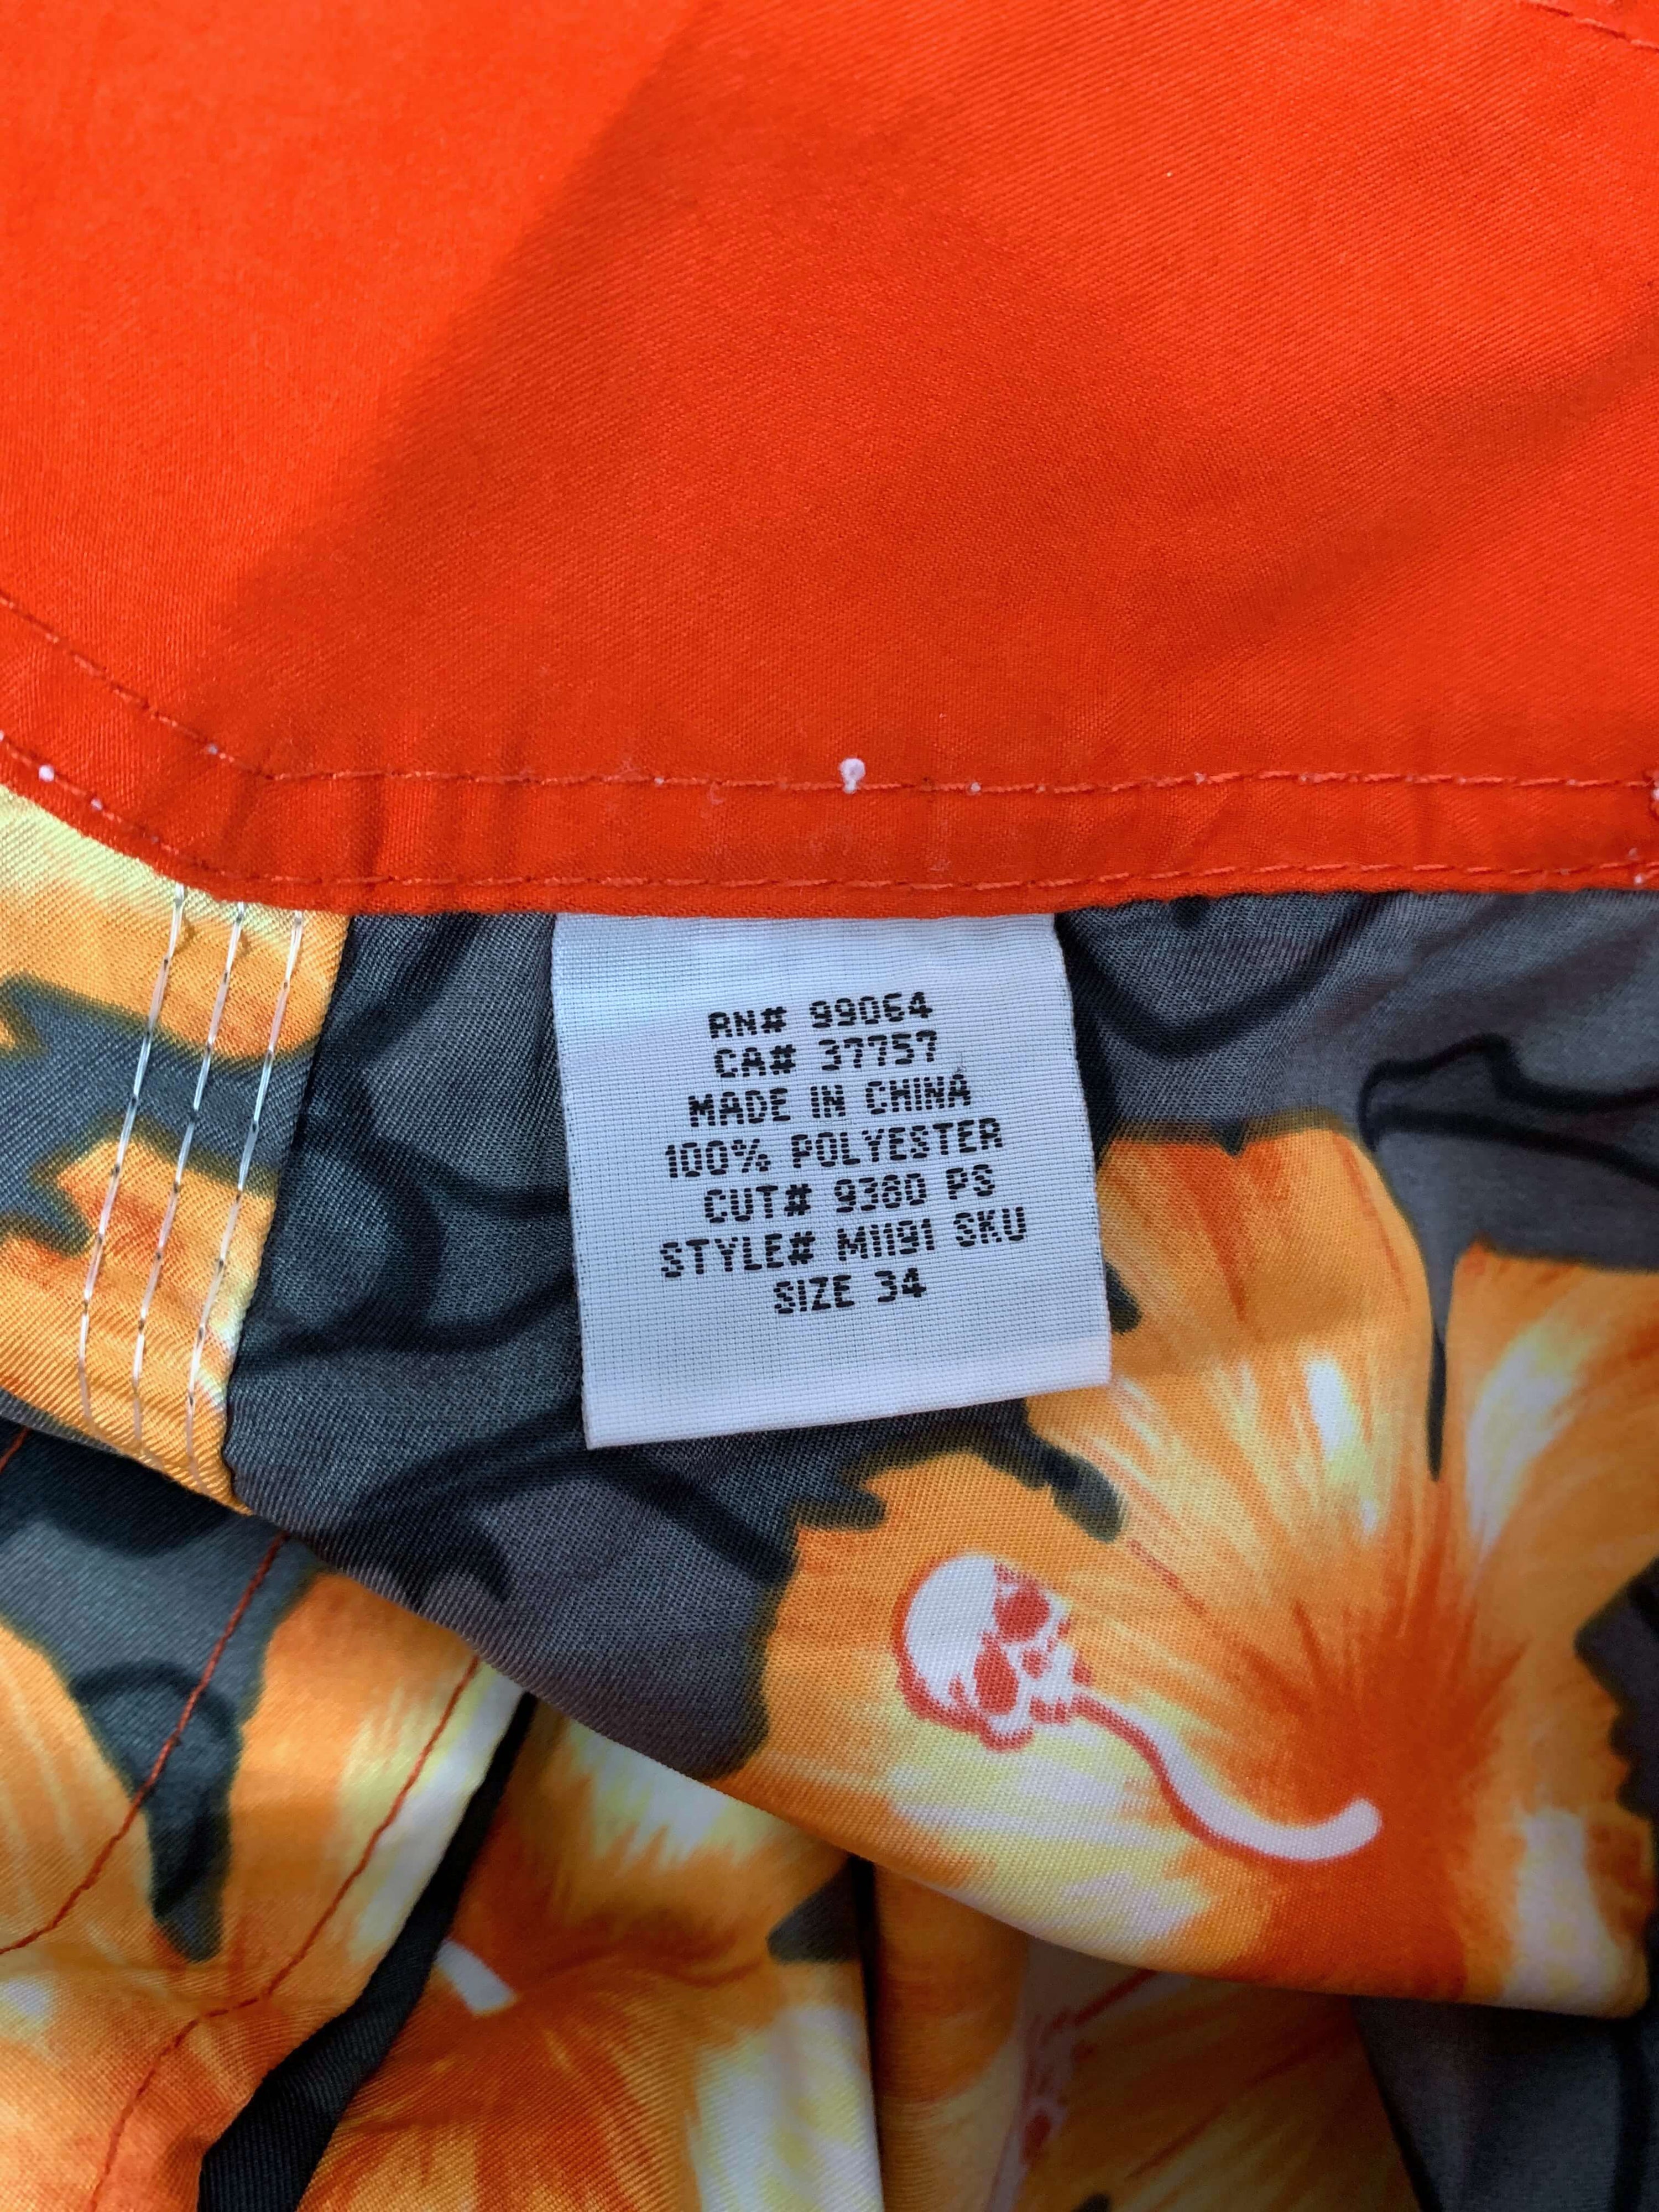 RN# 99064
CA# 37757
MADE IN CHINA
100% POLYESTER
CUT# 9380 PS
STYLE# M1191 SKU
SIZE 34